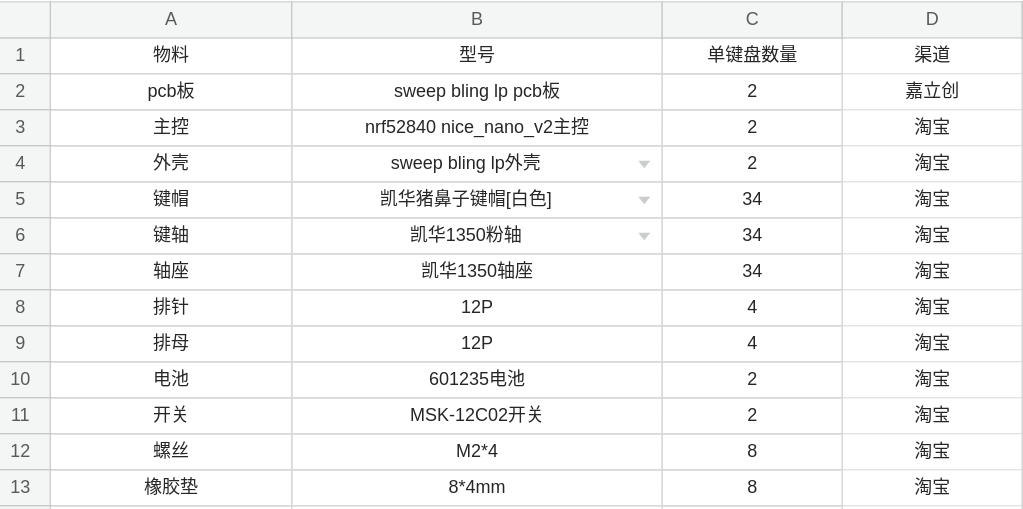 A B C D
1 物料 型号 单键盘数量 渠道
2 pcb板 sweep bling lp pcb板 2 嘉立创
3 主控 nrf52840 nice_nano_v2主控 2 淘宝
4 外壳 sweep bling lp外壳 2 淘宝
5 键帽 凯华猪鼻子键帽[白色] 34 淘宝
6 键轴 凯华1350粉轴 34 淘宝
7 轴座 凯华1350轴座 34 淘宝
8 排针 12P 4 淘宝
9 排母 12P 4 淘宝
10 电池 601235电池 2 淘宝
11 开关 MSK-12C02开关 2 淘宝
12 螺丝 M2*4 8 淘宝
13 橡胶垫 8*4mm 8 淘宝